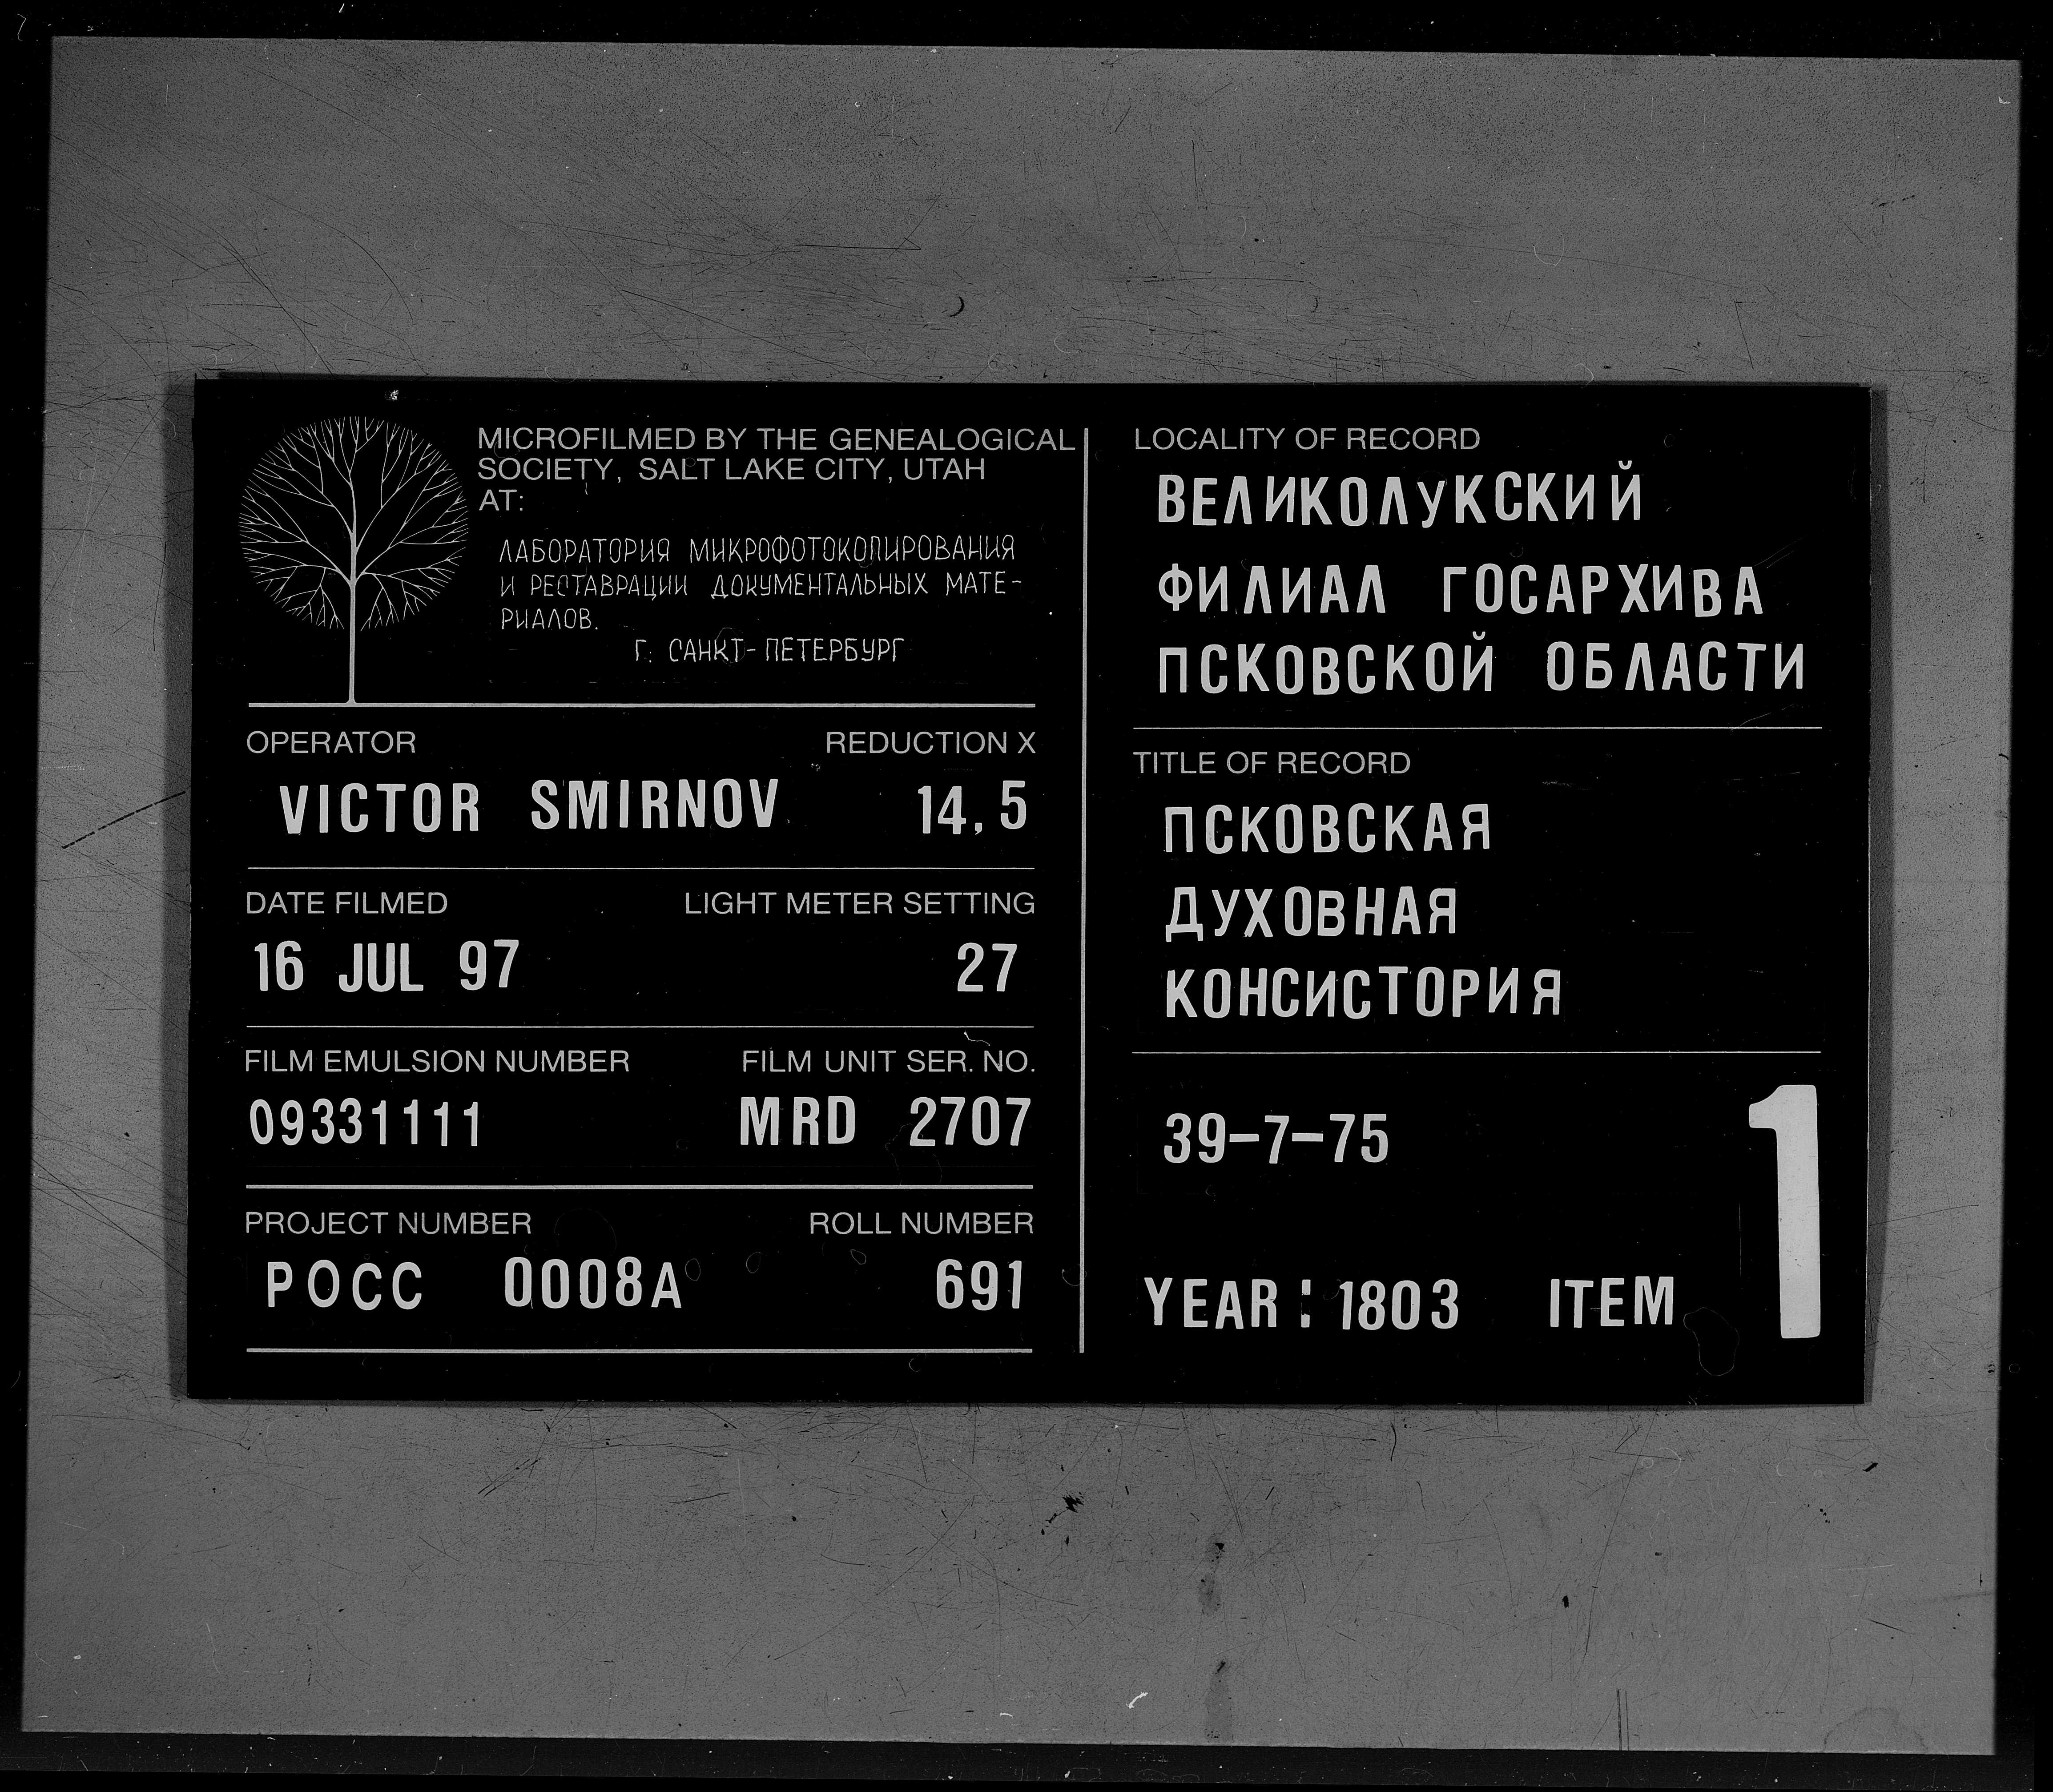 MICROFILMED BY THE GENEALOGICAL
SOCIETY, SALT LAKE CITY, UTAH
AT:
ЛАБОРАТОРИЯ МИКРОФОТОКОПИРОВАНИЯ
И РЕСТАВРАЦИИ ДОКУМЕНТАЛЬНЫХ МАТЕ-
РИАЛОВ.
Г. САНКТ-ПЕТЕРБУРГ
OPERATOR REDUCTION X
VICTOR SMIRNOV 14,5
DATE FILMED LIGHT METER SETTING
16 JUL 97 27
FILM EMULSION NUMBER FILM UNIT SER. NO.
09331111 MRD 2707
PROJECT NUMBER ROLL NUMBER
РОСС 0008A 691
LOCALITY OF RECORD
ВЕЛИКОЛУКСКИЙ
ФИЛИАЛ ГОСАРХИВА
ПСКОВСКОЙ ОБЛАСТИ
TITLE OF RECORD
ПСКОВСКАЯ
ДУХОВНАЯ
КОНСИСТОРИЯ
39-7-75
YEAR: 1803 ITEM 1